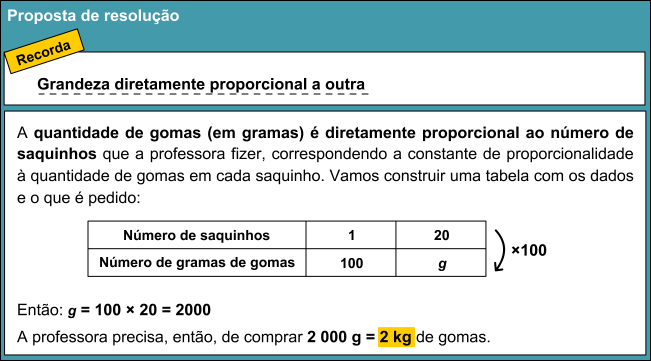 Proposta de resolução
Recorda
Grandeza diretamente proporcional a outra
A quantidade de gomas (em gramas) é diretamente proporcional ao número de
saquinhos que a professora fizer, correspondendo a constante de proporcionalidade
à quantidade de gomas em cada saquinho. Vamos construir uma tabela com os dados
e o que é pedido:
Número de saquinhos 1 20
×100
Número de gramas de gomas 100 g
Então: g = 100 × 20 = 2000
A professora precisa, então, de comprar 2 000 g = 2 kg de gomas.